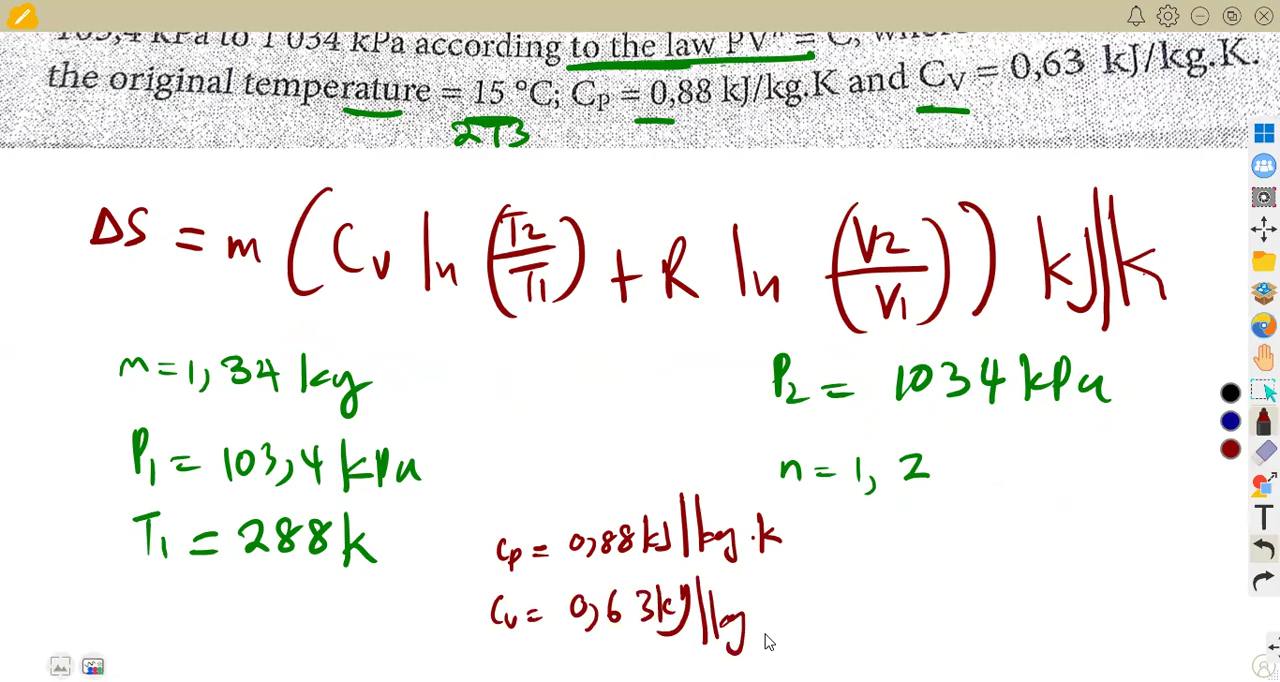 103,4 kPa to 1 034 kPa according to the law PVⁿ = C,
the original temperature = 15 °C; Cₚ = 0,88 kJ/kg.K and Cᵥ = 0,63 kJ/kg.K.
273
ΔS = m (Cv ln (T2/T1) + R ln (V2/V1)) kJ/K
m = 1,34 kg
P2 = 1034 kPa
P1 = 103,4 kPa
n = 1,2
T1 = 288k
Cp = 0,88 kJ/kg.k
Cv = 0,63 kJ/kg
T